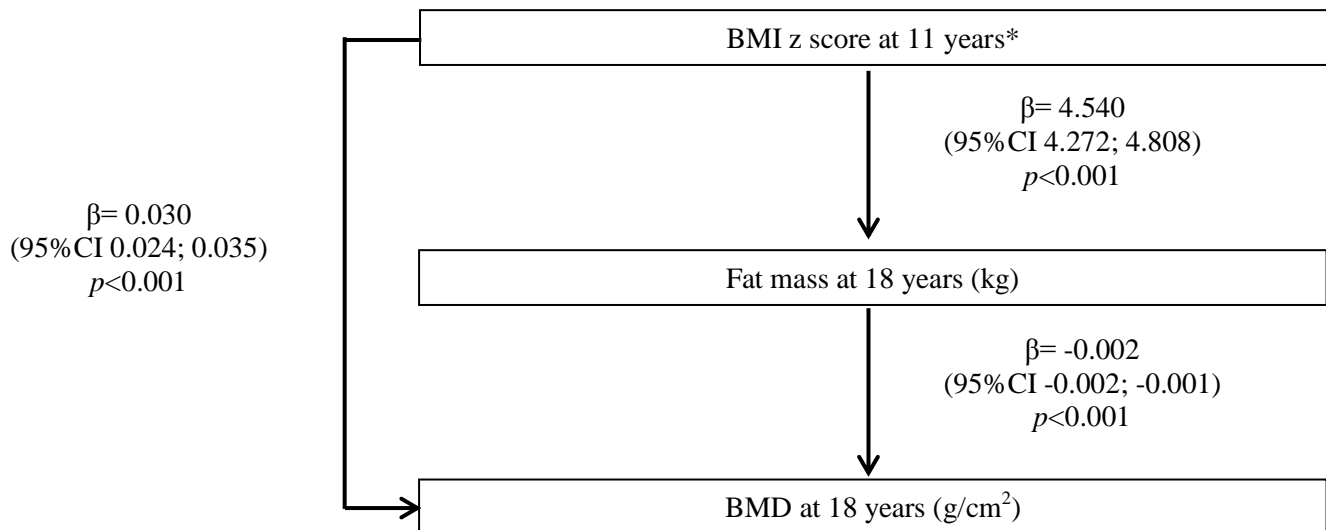 BMI z score at 11 years*
β= 4.540
(95%CI 4.272; 4.808)
p<0.001
β= 0.030
(95%CI 0.024; 0.035)
p<0.001
Fat mass at 18 years (kg)
β= -0.002
(95%CI -0.002; -0.001)
p<0.001
BMD at 18 years (g/cm²)